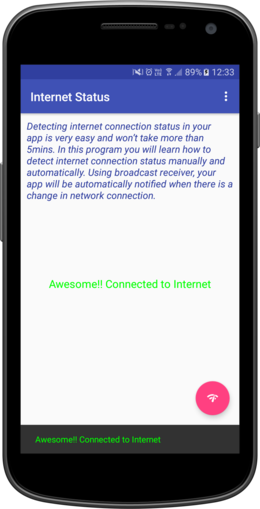 89% 12:33
Internet Status
Detecting internet connection status in your
app is very easy and won't take more than
5mins. In this program you will learn how to
detect internet connection status manually and
automatically. Using broadcast receiver, your
app will be automatically notified when there is a
change in network connection.
Awesome!! Connected to Internet
Awesome!! Connected to Internet